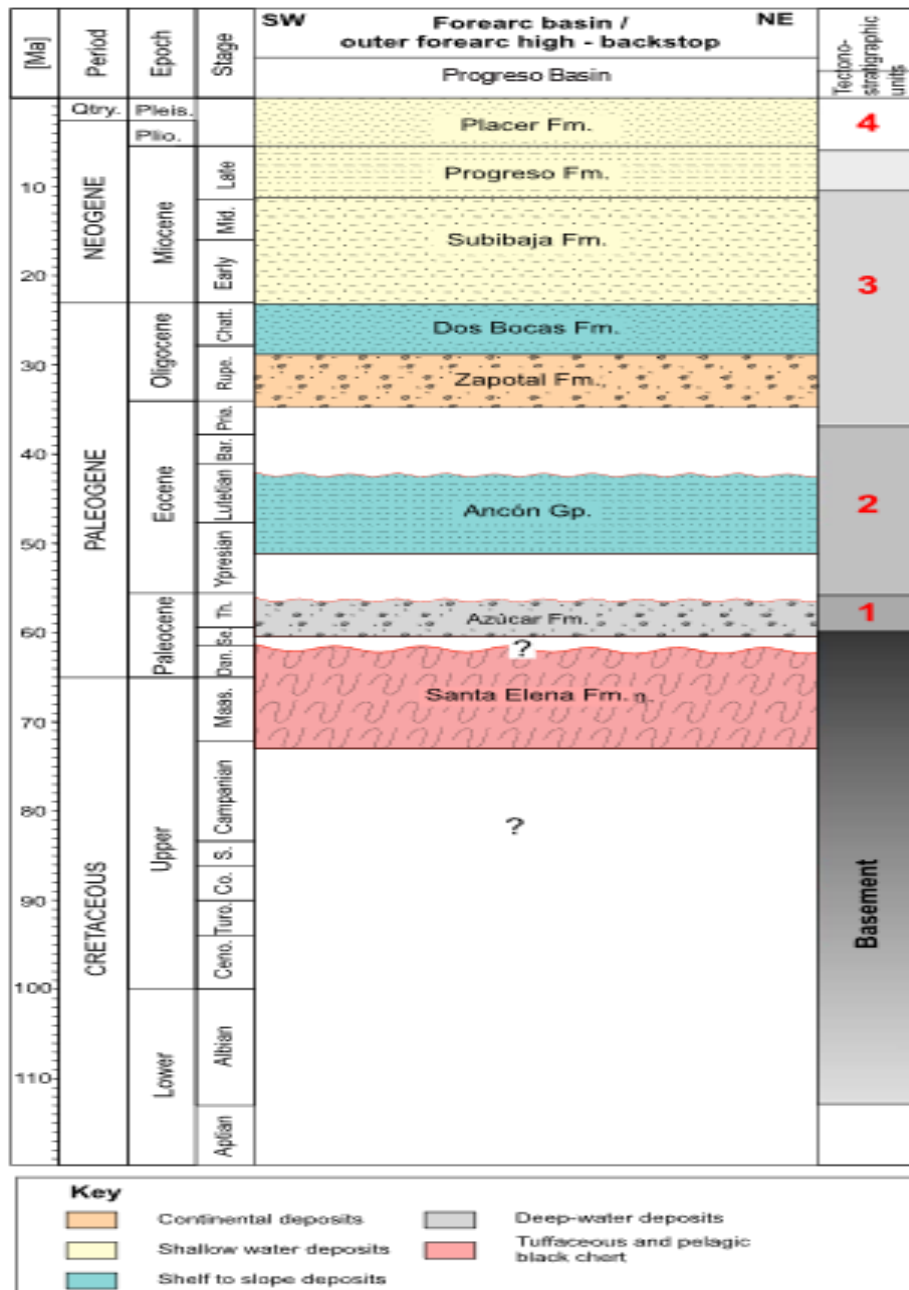 SW Forearc basin / NE
outer forearc high - backstop
Progreso Basin
[Ma]
Period
Epoch
Stage
Tectono-
stratigraphic
units
Qtry.
Pleis.
Plio.
NEOGENE
Miocene
Late
Mid.
Early
PALEOGENE
Oligocene
Chatt.
Rupe.
Eocene
Pria.
Bar.
Lutetian
Ypresian
Paleocene
Th.
Se.
Dan.
CRETACEOUS
Upper
Maas.
Campanian
S.
Co.
Turo.
Ceno.
Lower
Albian
Aptian
10
20
30
40
50
60
70
80
90
100
110
Placer Fm.
Progreso Fm.
Subibaja Fm.
Dos Bocas Fm.
Zapotal Fm.
Ancón Gp.
Azúcar Fm.
?
Santa Elena Fm.
?
4
3
2
1
Basement
Key
Continental deposits
Shallow water deposits
Shelf to slope deposits
Deep-water deposits
Tuffaceous and pelagic
black chert